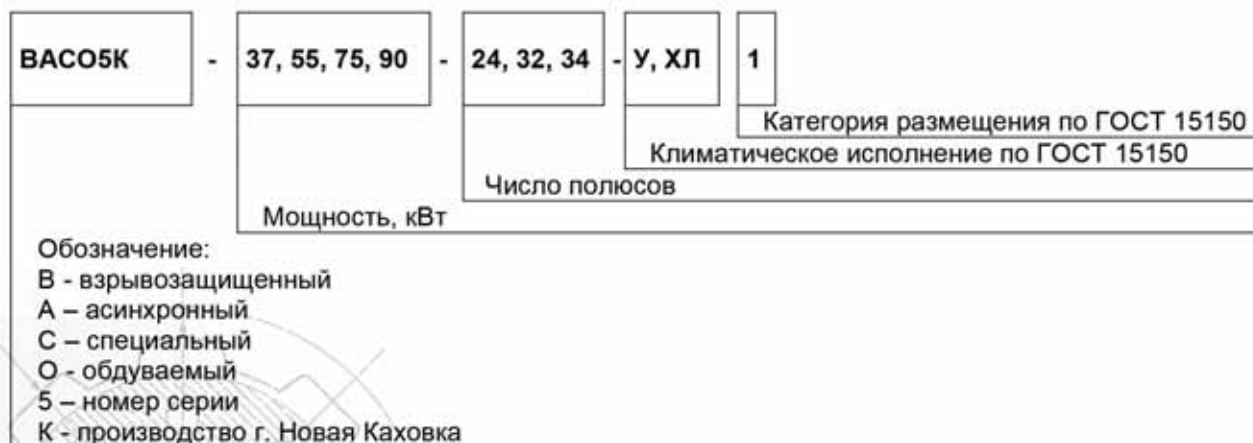 ВАСО5К - 37, 55, 75, 90 - 24, 32, 34 - У, ХЛ 1
Категория размещения по ГОСТ 15150
Климатическое исполнение по ГОСТ 15150
Число полюсов
Мощность, кВт
Обозначение:
В - взрывозащищенный
А – асинхронный
С – специальный
О - обдуваемый
5 – номер серии
К - производство г. Новая Каховка